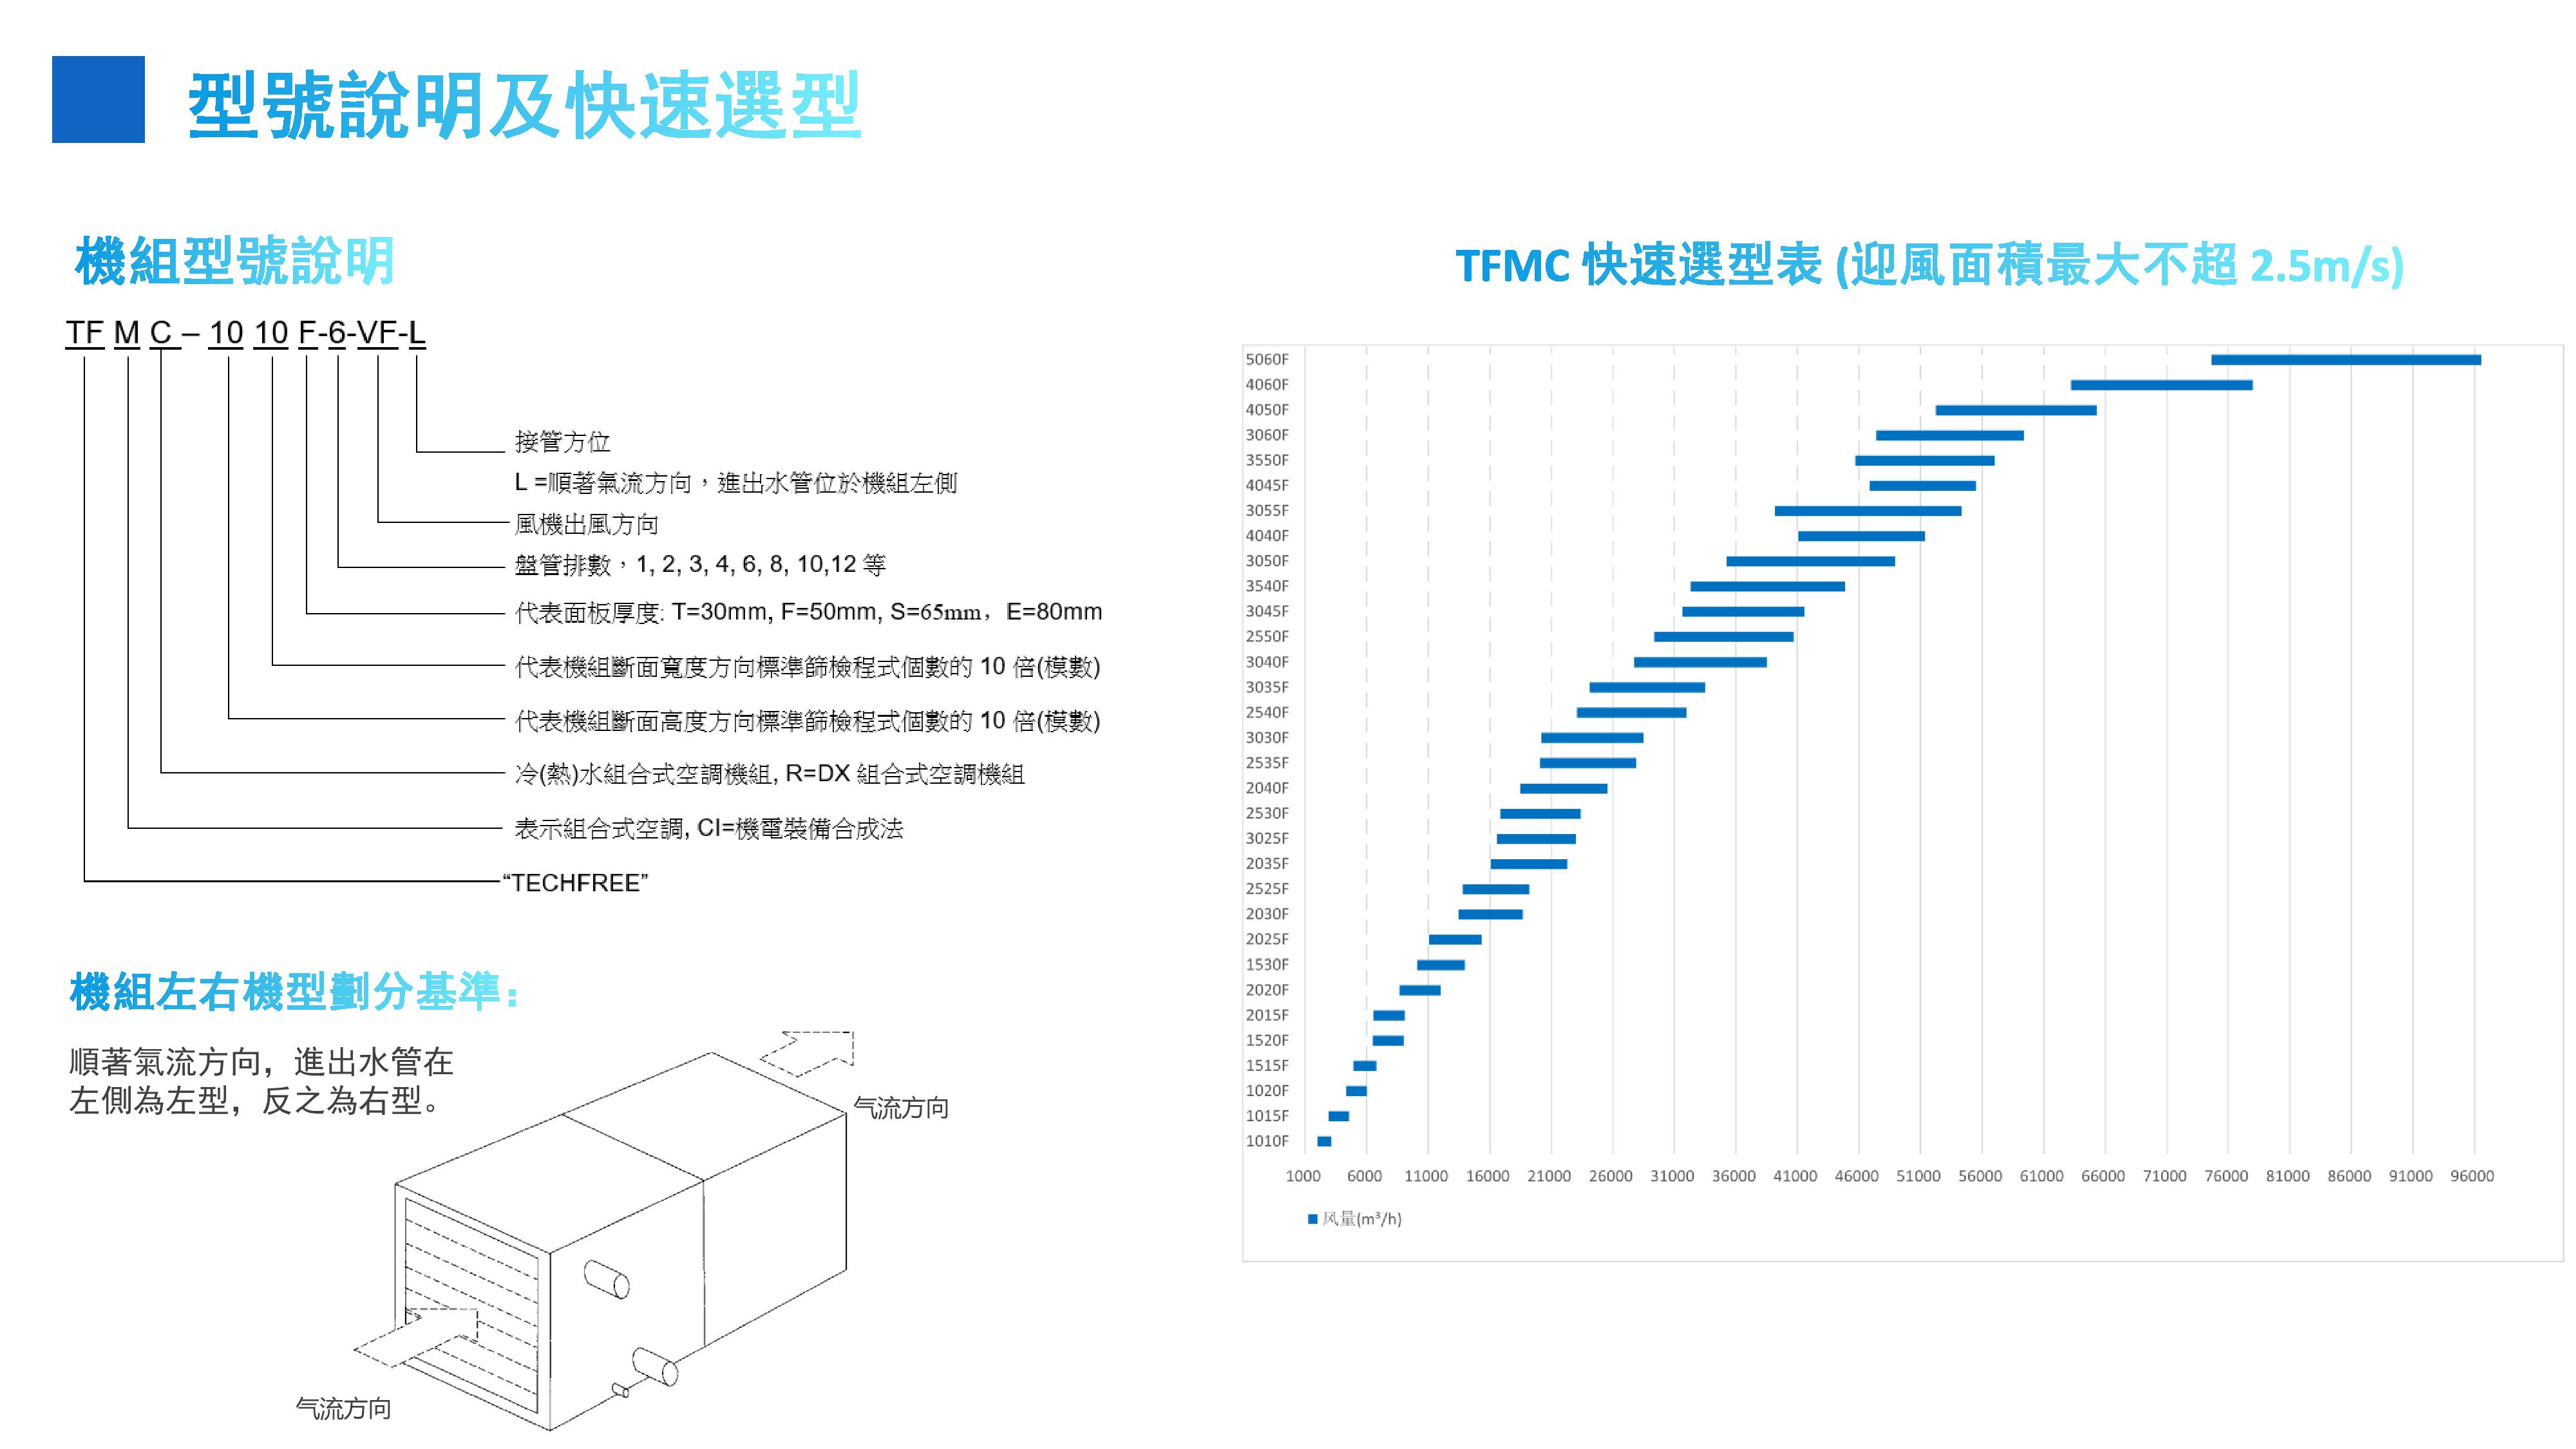 型號說明及快速選型
機組型號說明
TF M C – 10 10 F-6-VF-L
接管方位
L =順著氣流方向，進出水管位於機組左側
風機出風方向
盤管排數，1, 2, 3, 4, 6, 8, 10,12 等
代表面板厚度: T=30mm, F=50mm, S=65mm，E=80mm
代表機組斷面寬度方向標準篩檢程式個數的 10 倍(模數)
代表機組斷面高度方向標準篩檢程式個數的 10 倍(模數)
冷(熱)水組合式空調機組, R=DX 組合式空調機組
表示組合式空調, CI=機電裝備合成法
“TECHFREE”
機組左右機型劃分基準：
順著氣流方向，進出水管在
左側為左型，反之為右型。
气流方向
气流方向
TFMC 快速選型表 (迎風面積最大不超 2.5m/s)
5060F
4060F
4050F
3060F
3550F
4045F
3055F
4040F
3050F
3540F
3045F
2550F
3040F
3035F
2540F
3030F
2535F
2040F
2530F
3025F
2035F
2525F
2030F
2025F
1530F
2020F
2015F
1520F
1515F
1020F
1015F
1010F
1000 6000 11000 16000 21000 26000 31000 36000 41000 46000 51000 56000 61000 66000 71000 76000 81000 86000 91000 96000
风量(m³/h)